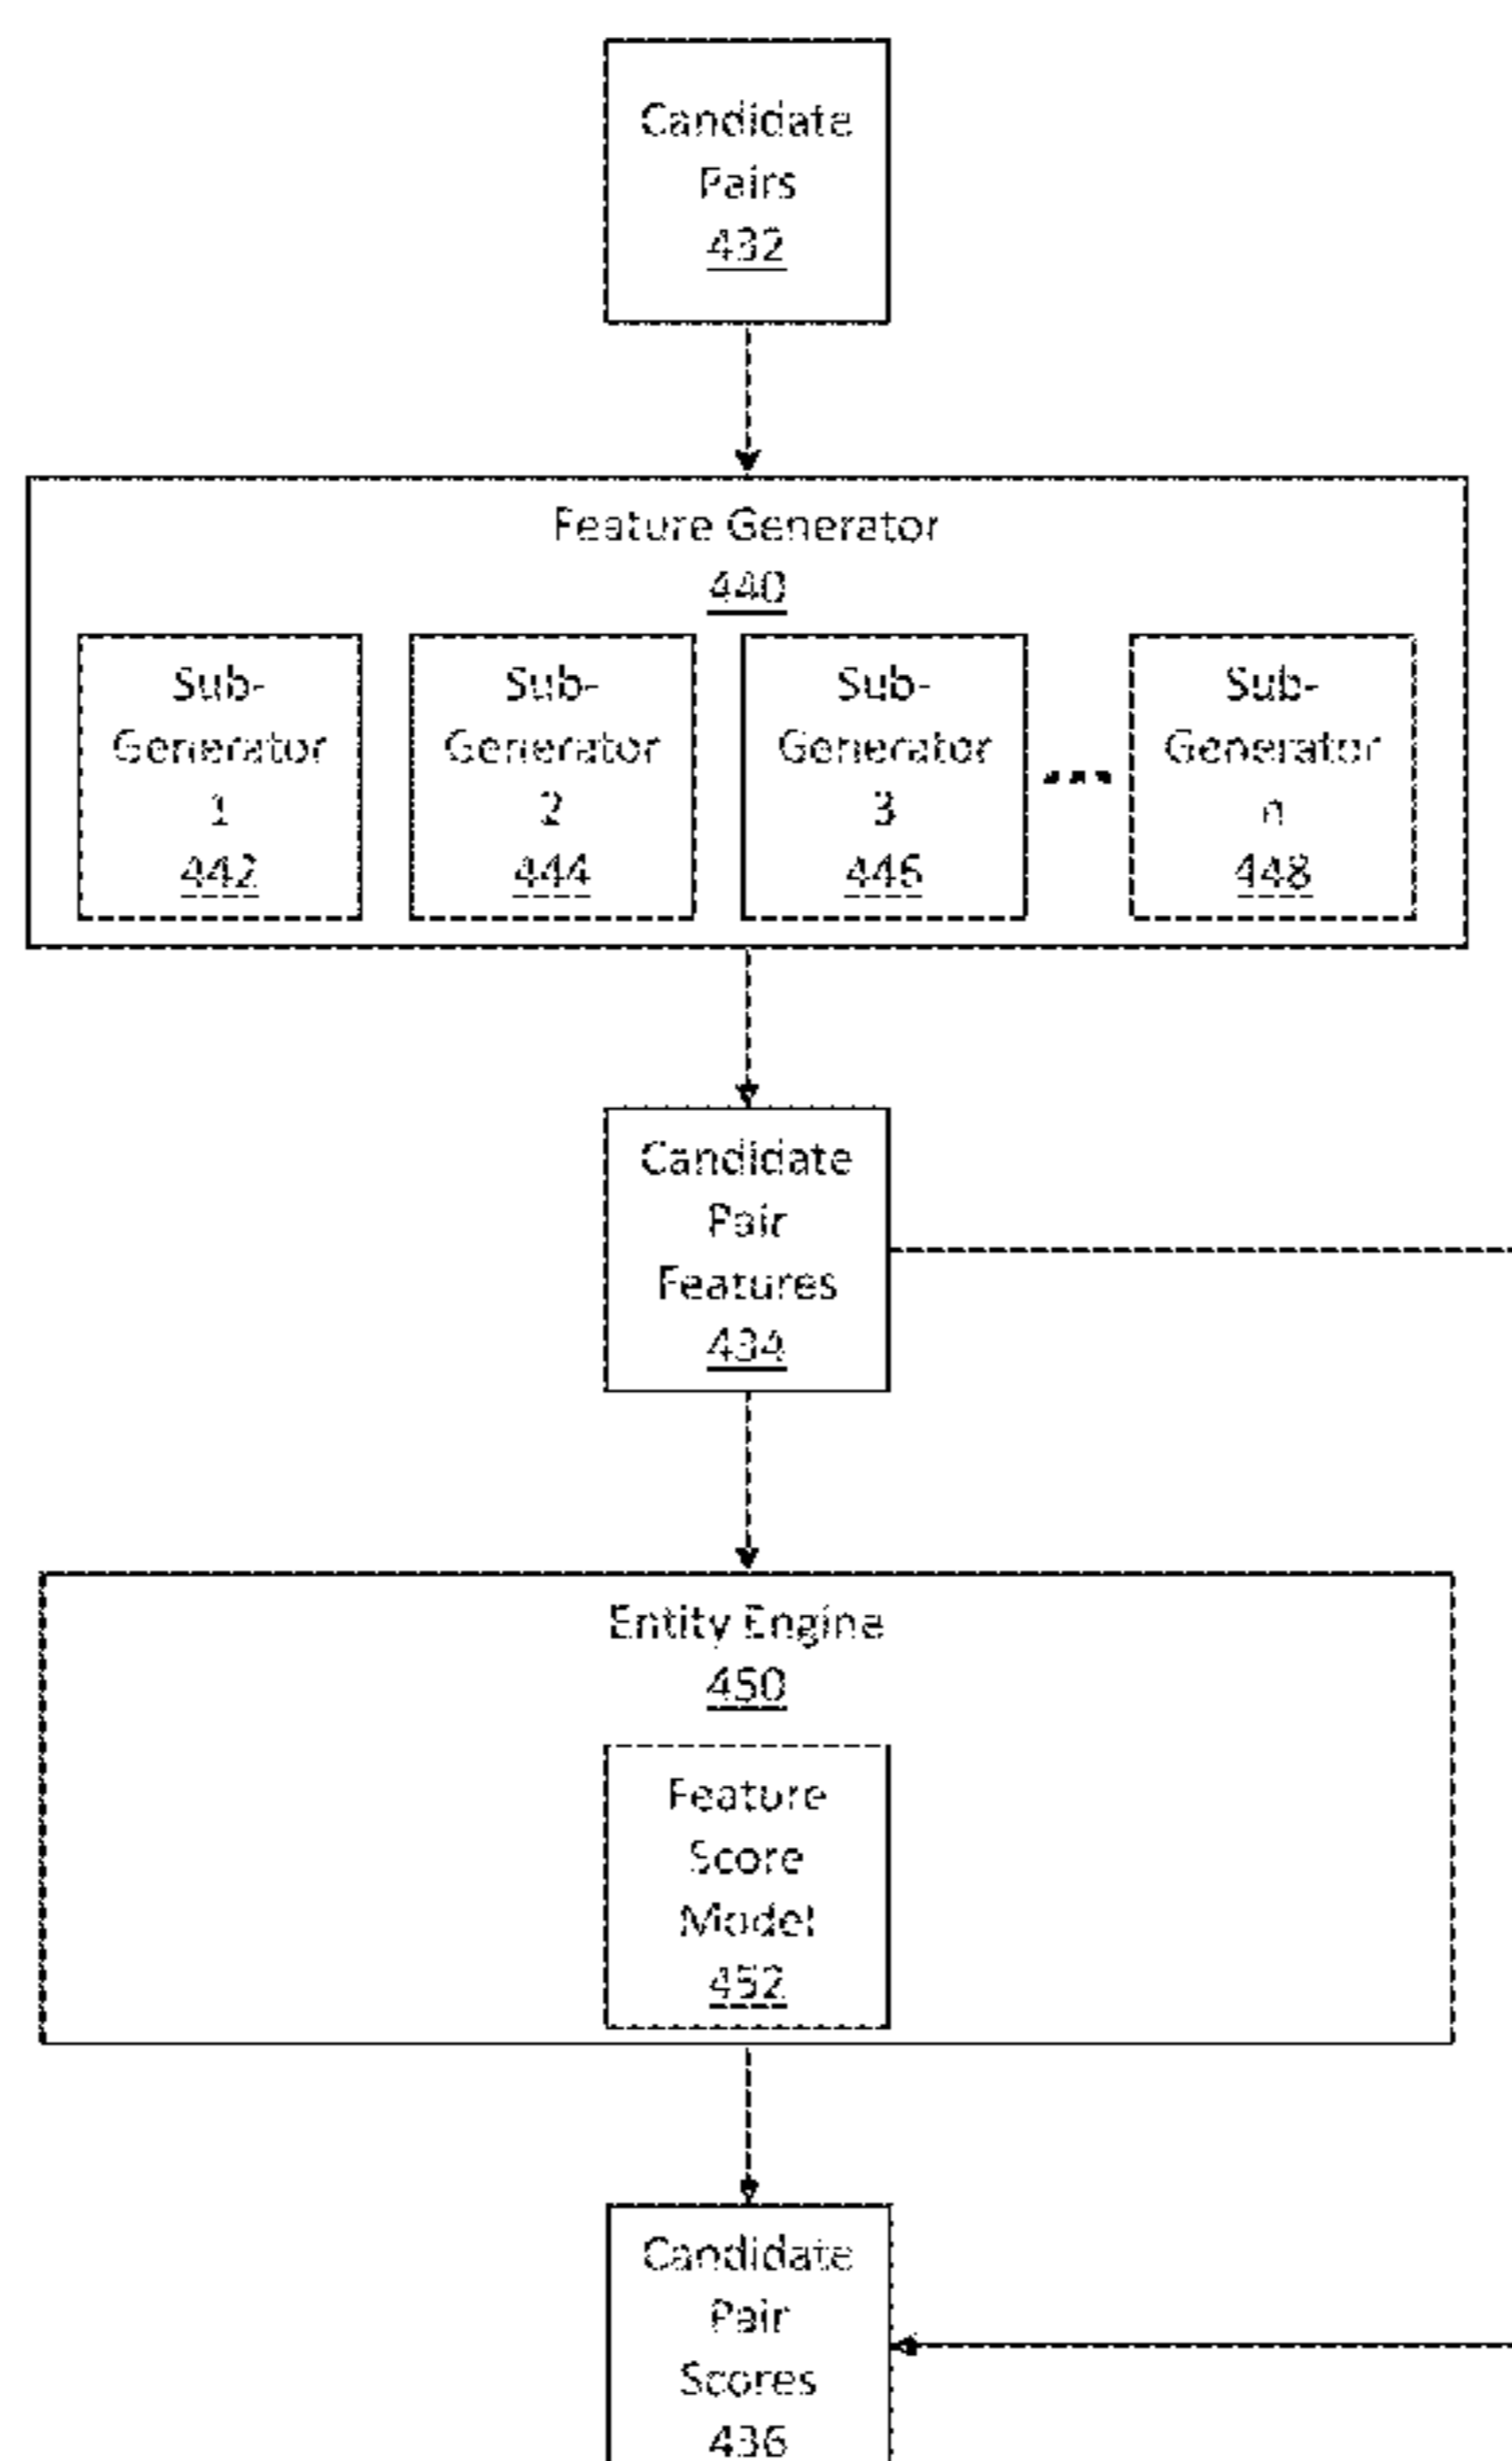 Candidate
Pairs
432
Feature Generator
440
Sub-
Generator
1
442
Sub-
Generator
2
444
Sub-
Generator
3
446
...
Sub-
Generator
n
448
Candidate
Pair
Features
434
Entity Engine
450
Feature
Score
Model
452
Candidate
Pair
Scores
436